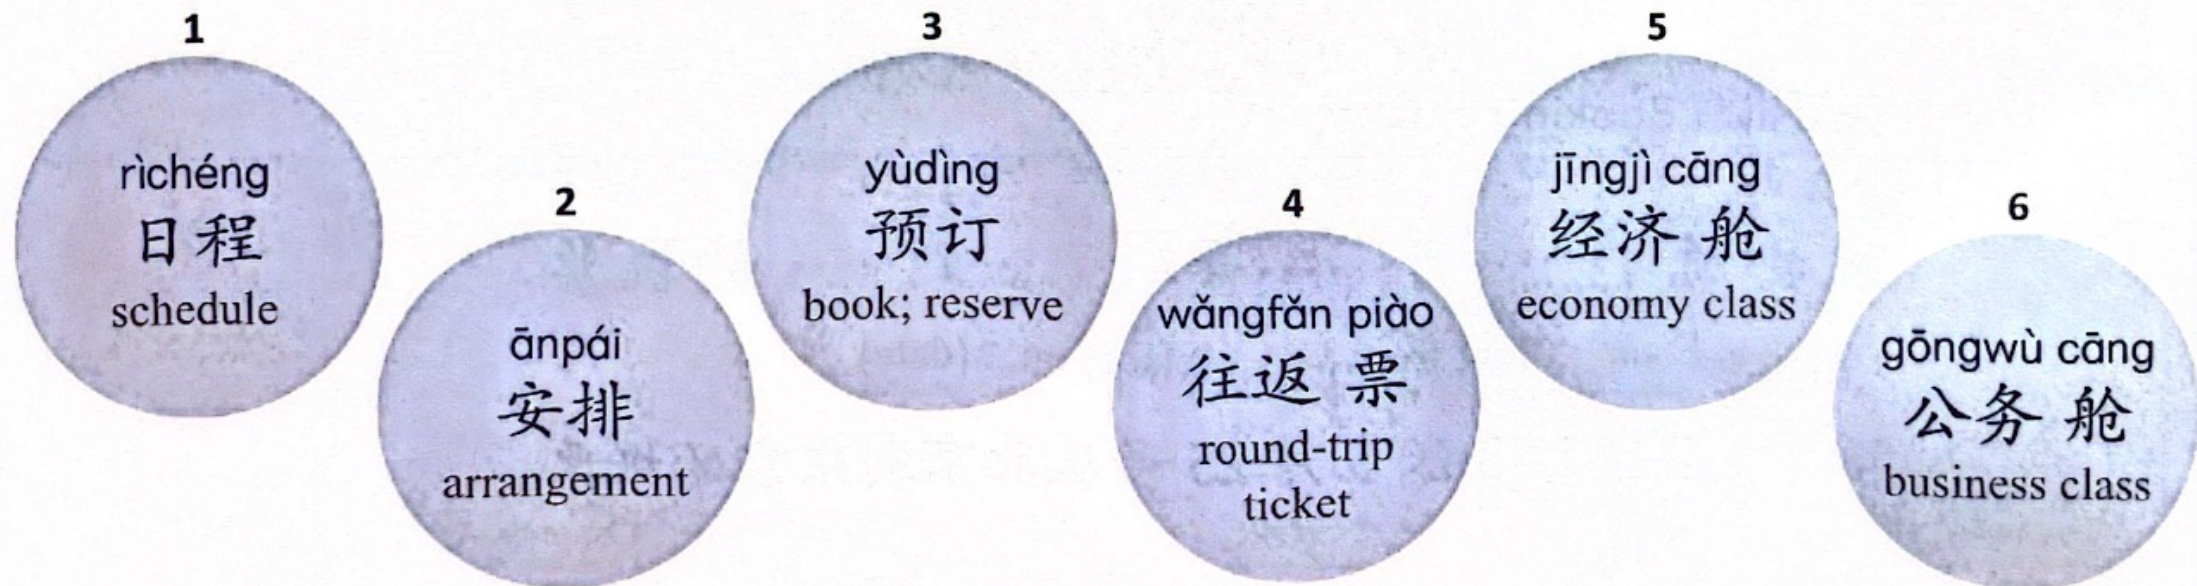 1
rìchéng
日程
schedule
2
ānpái
安排
arrangement
3
yùdìng
预订
book; reserve
4
wǎngfǎn piào
往返 票
round-trip
ticket
5
jīngjì cāng
经济 舱
economy class
6
gōngwù cāng
公务 舱
business class